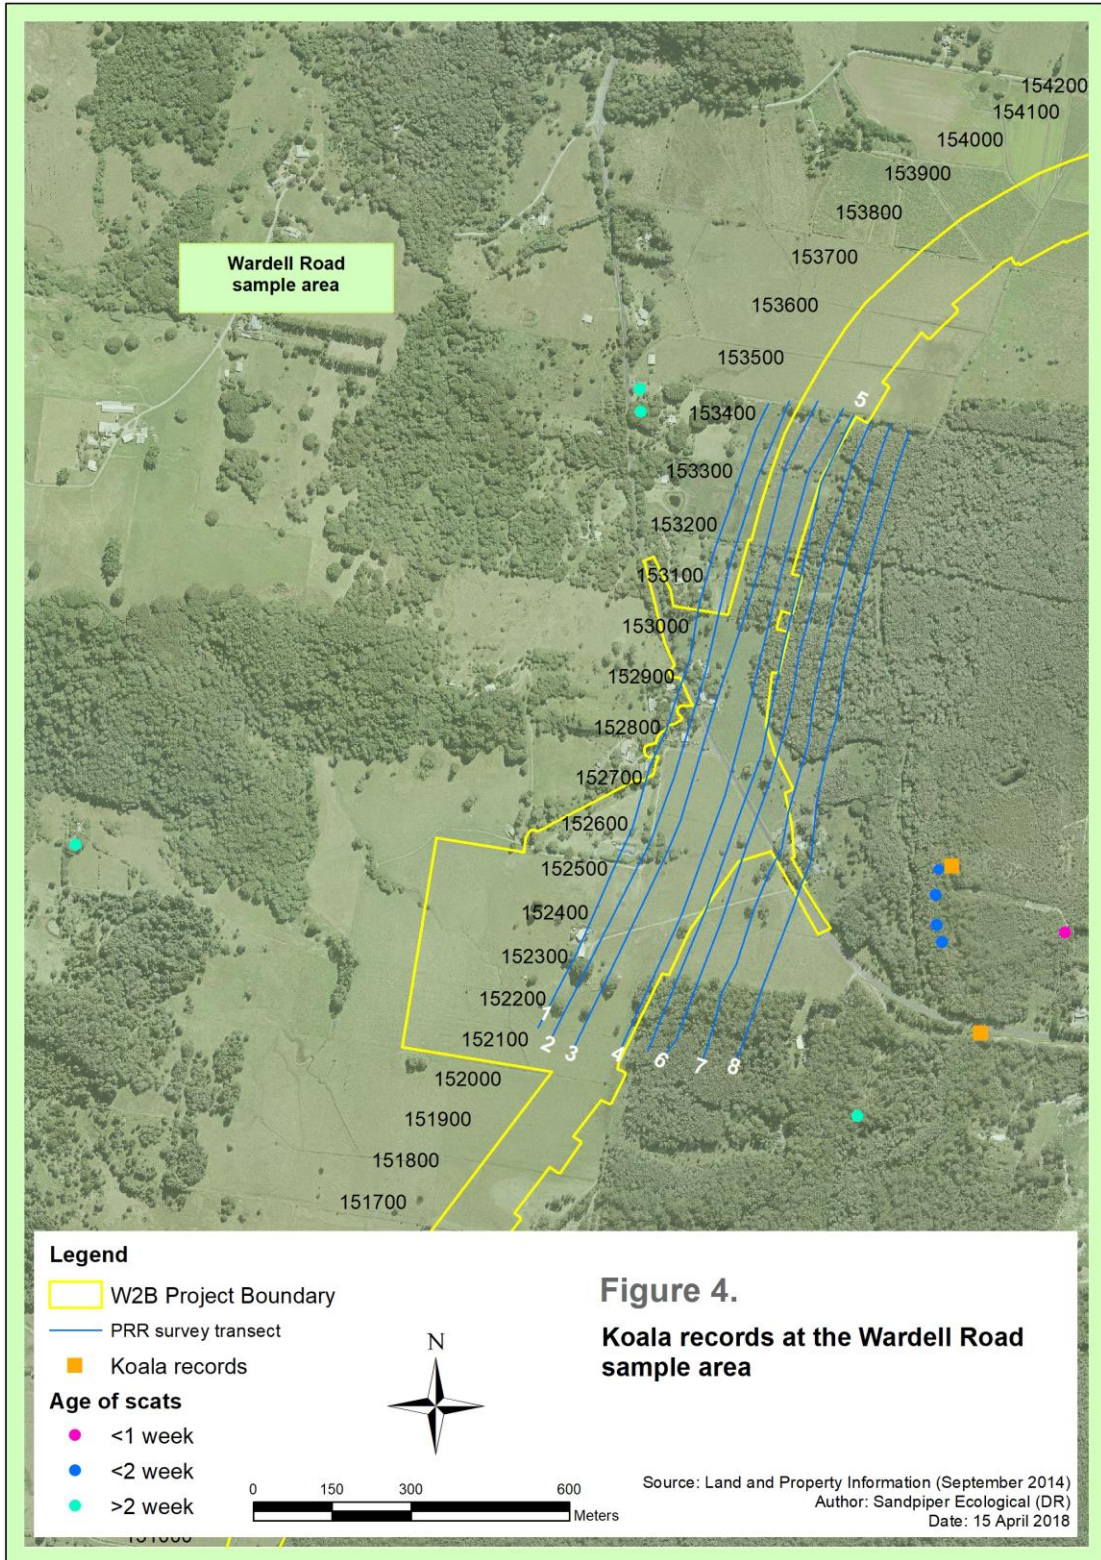 154200
154100
154000
153900
153800
153700
153600
153500
153400
153300
153200
153100
153000
152900
152800
152700
152600
152500
152400
152300
152200
152100
152000
151900
151800
151700
Wardell Road
sample area
5
1
2
3
4
6
7
8
Legend
W2B Project Boundary
PRR survey transect
Koala records
Age of scats
<1 week
<2 week
>2 week
N
0 150 300 600
Meters
Figure 4.
Koala records at the Wardell Road
sample area
Source: Land and Property Information (September 2014)
Author: Sandpiper Ecological (DR)
Date: 15 April 2018